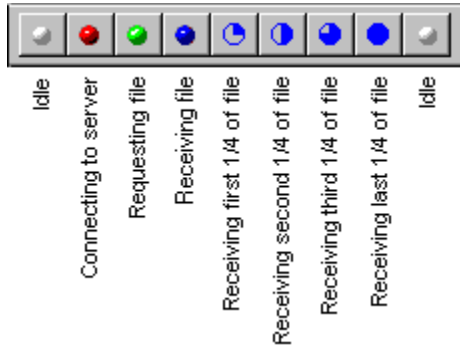 Idle
Connecting to server
Requesting file
Receiving file
Receiving first 1/4 of file
Receiving second 1/4 of file
Receiving third 1/4 of file
Receiving last 1/4 of file
Idle